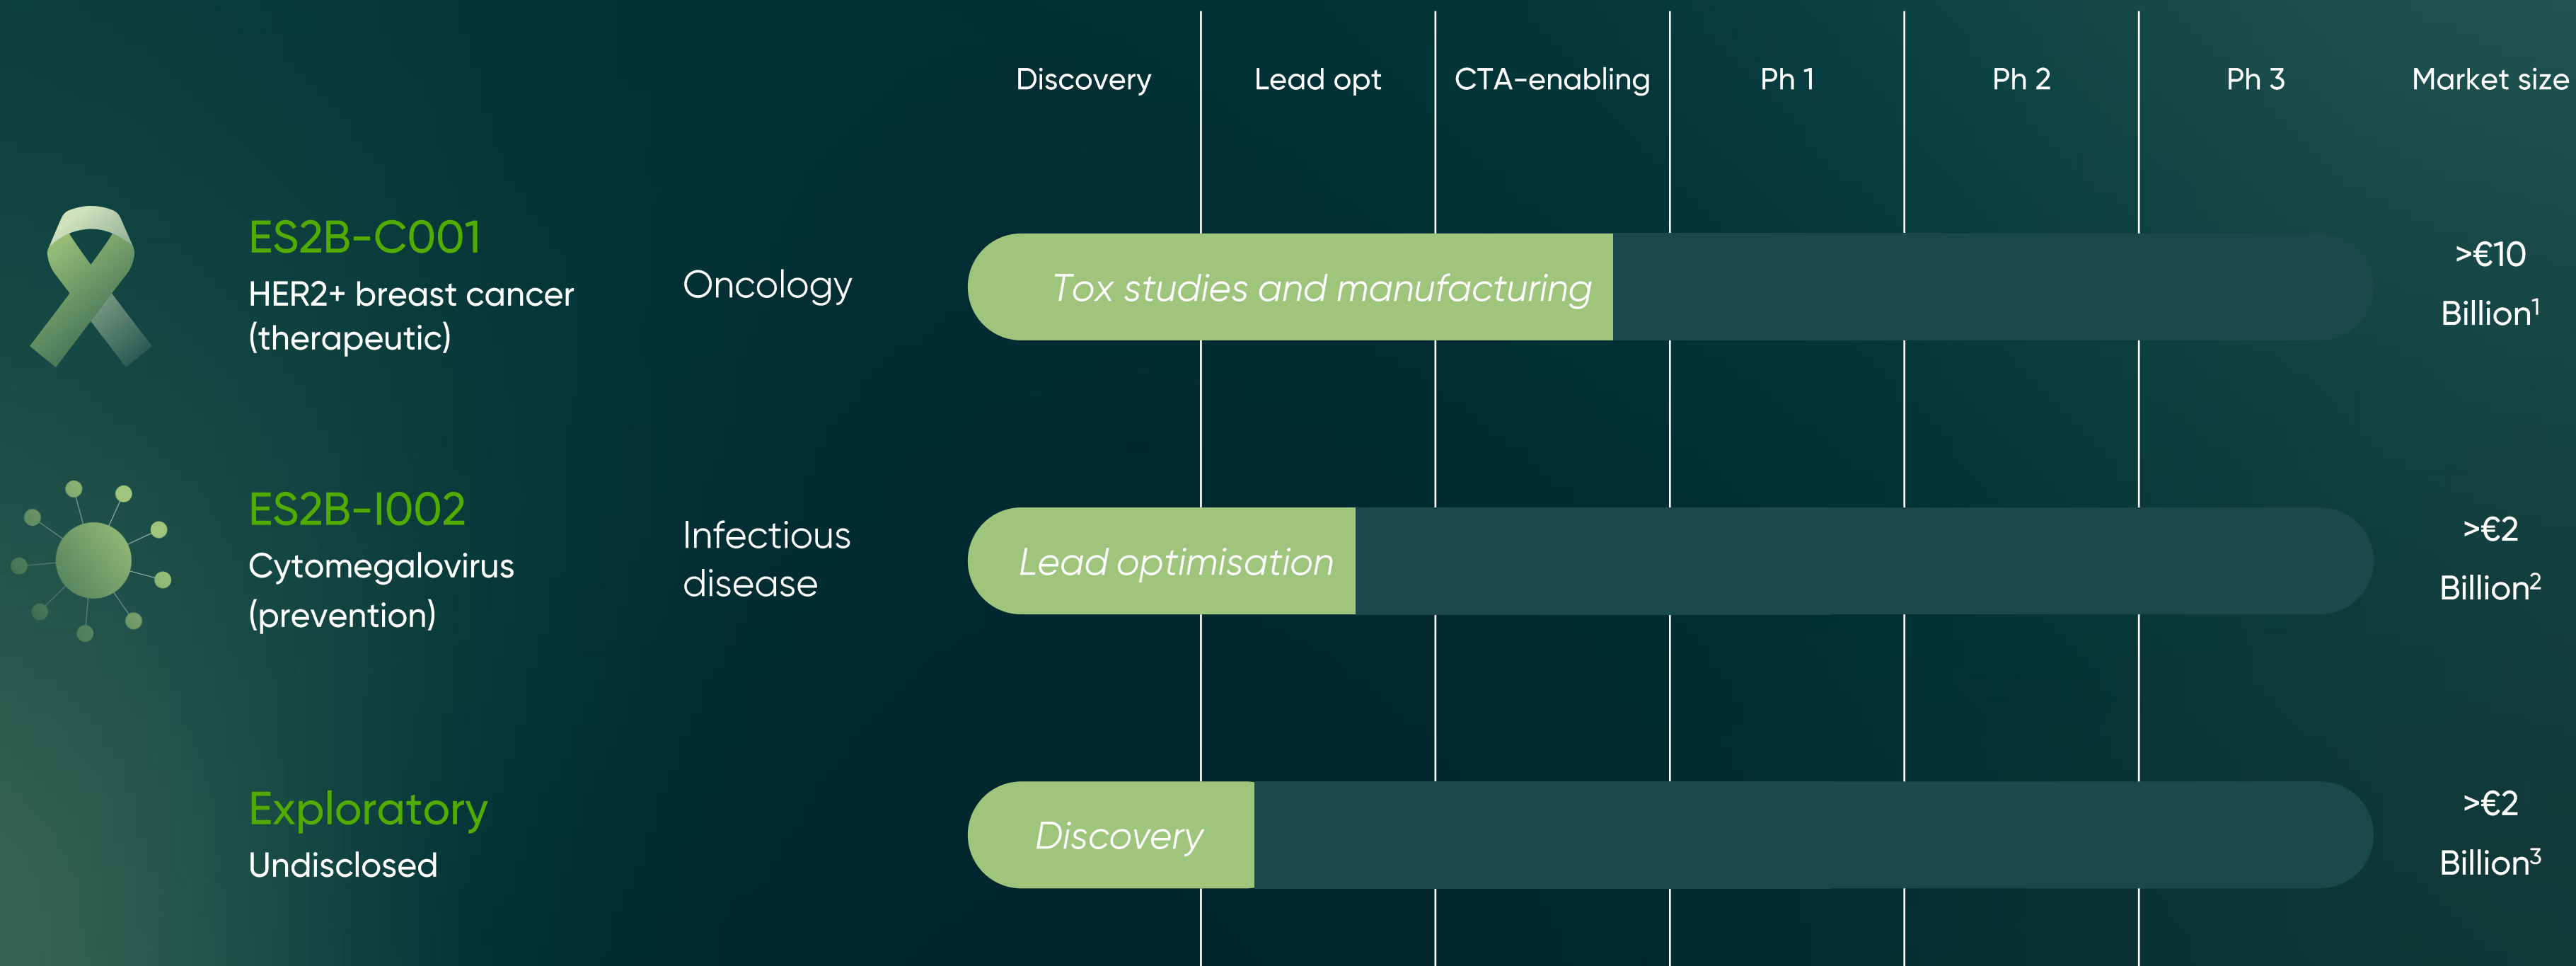 Discovery
Lead opt
CTA-enabling
Ph 1
Ph 2
Ph 3
Market size
ES2B-C001
HER2+ breast cancer
(therapeutic)
Oncology
Tox studies and manufacturing
>€10
Billion¹
ES2B-I002
Cytomegalovirus
(prevention)
Infectious
disease
Lead optimisation
>€2
Billion²
Exploratory
Undisclosed
Discovery
>€2
Billion³